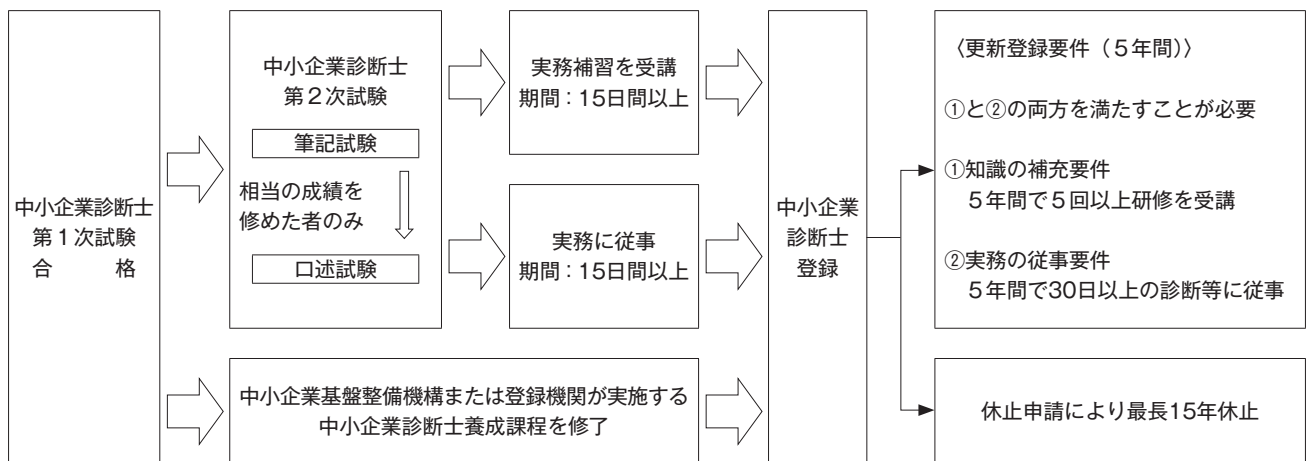 中小企業診断士
第1次試験
合　　格
中小企業診断士
第2次試験
筆記試験
相当の成績を
修めた者のみ
口述試験
実務補習を受講
期間：15日間以上
実務に従事
期間：15日間以上
中小企業基盤整備機構または登録機関が実施する
中小企業診断士養成課程を修了
中小企業
診断士
登録
〈更新登録要件（5年間）〉
①と②の両方を満たすことが必要
①知識の補充要件
5年間で5回以上研修を受講
②実務の従事要件
5年間で30日以上の診断等に従事
休止申請により最長15年休止